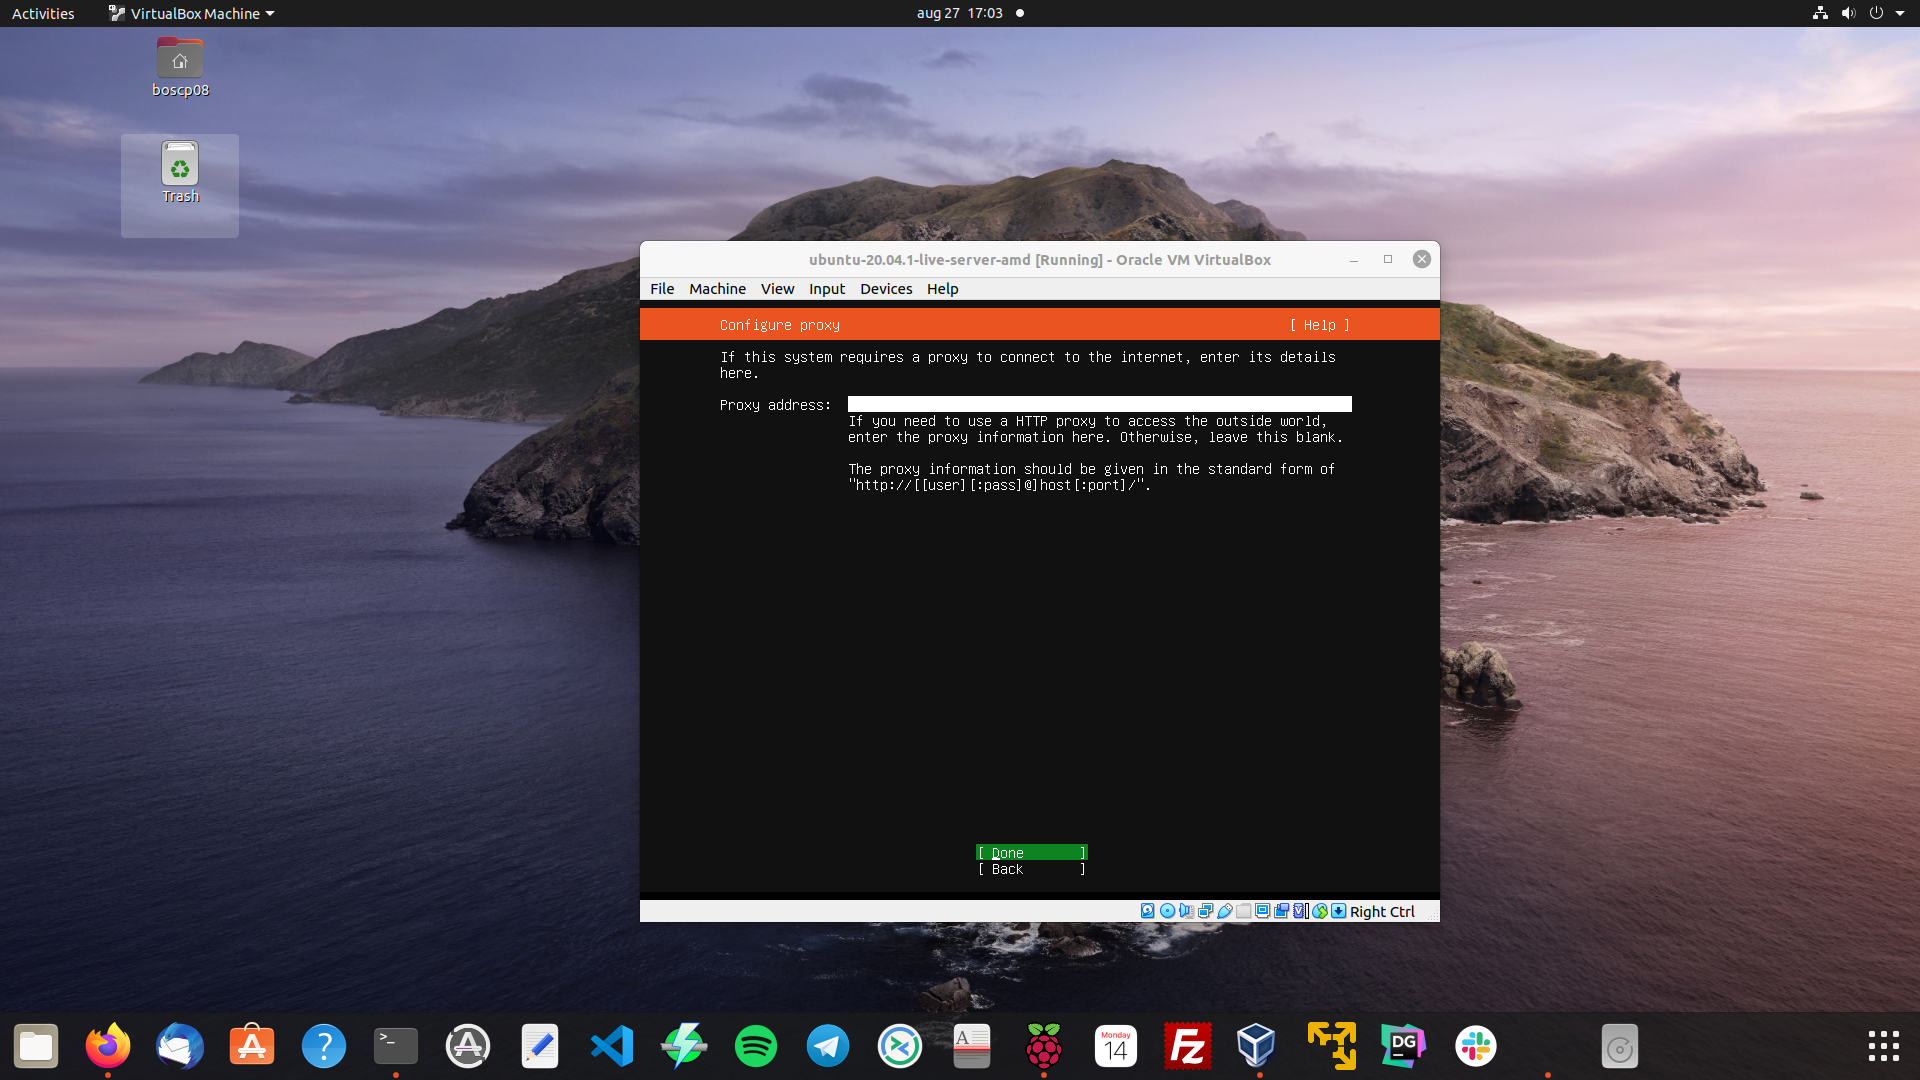 Activities
VirtualBox Machine
aug 27 17:03
boscp08
Trash
ubuntu-20.04.1-live-server-amd [Running] - Oracle VM VirtualBox
File Machine View Input Devices Help
Configure proxy [ Help ]
If this system requires a proxy to connect to the internet, enter its details
here.
Proxy address:
If you need to use a HTTP proxy to access the outside world,
enter the proxy information here. Otherwise, leave this blank.
The proxy information should be given in the standard form of
"http://[[user][:pass]@]host[:port]/".
[ Done ]
[ Back ]
Right Ctrl
>_
A
Monday
14
FZ
DG